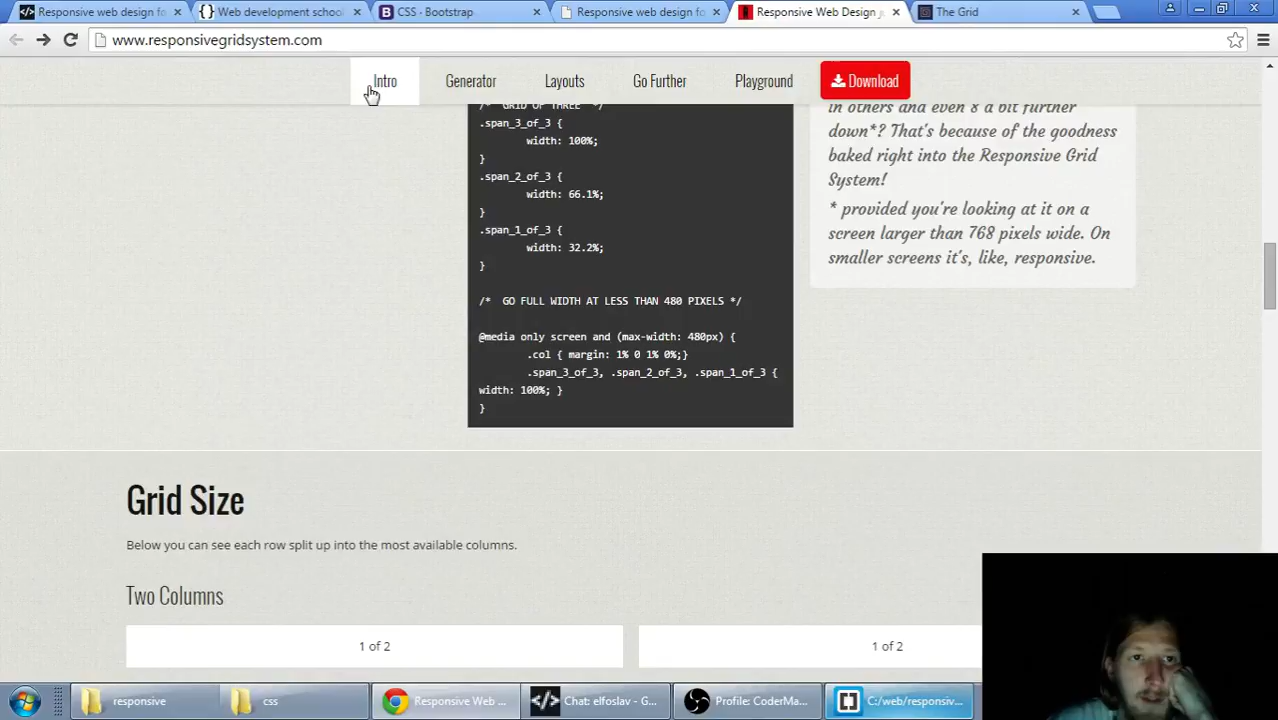 Responsive web design fo
Web development school
CSS · Bootstrap
Responsive web design fo
Responsive Web Design
The Grid
www.responsivegridsystem.com
Intro
Generator
Layouts
Go Further
Playground
Download
/* GRID OF THREE */
.span_3_of_3 {
width: 100%;
}
.span_2_of_3 {
width: 66.1%;
}
.span_1_of_3 {
width: 32.2%;
}
/* GO FULL WIDTH AT LESS THAN 480 PIXELS */
@media only screen and (max-width: 480px) {
.col { margin: 1% 0 1% 0%;}
.span_3_of_3, .span_2_of_3, .span_1_of_3 {
width: 100%; }
}
in others and even 8 a bit further
down*? That's because of the goodness
baked right into the Responsive Grid
System!
* provided you're looking at it on a
screen larger than 768 pixels wide. On
smaller screens it's, like, responsive.
Grid Size
Below you can see each row split up into the most available columns.
Two Columns
1 of 2
1 of 2
responsive
css
Responsive Web ...
Chat: elfoslav - G...
Profile: CoderMa...
C:/web/responsiv...